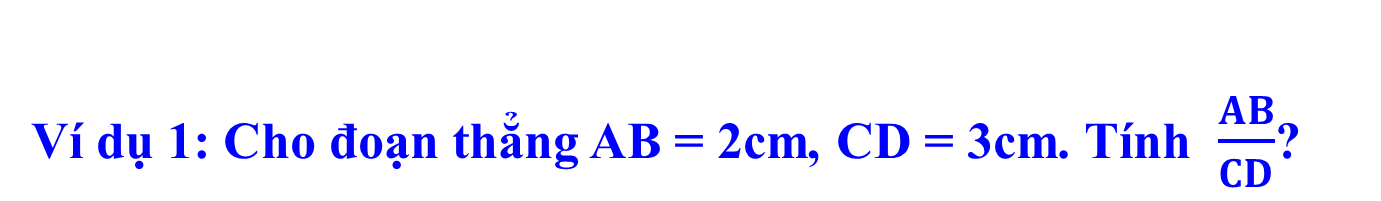 Ví dụ 1: Cho đoạn thẳng AB = 2cm, CD = 3cm. Tính AB/CD?